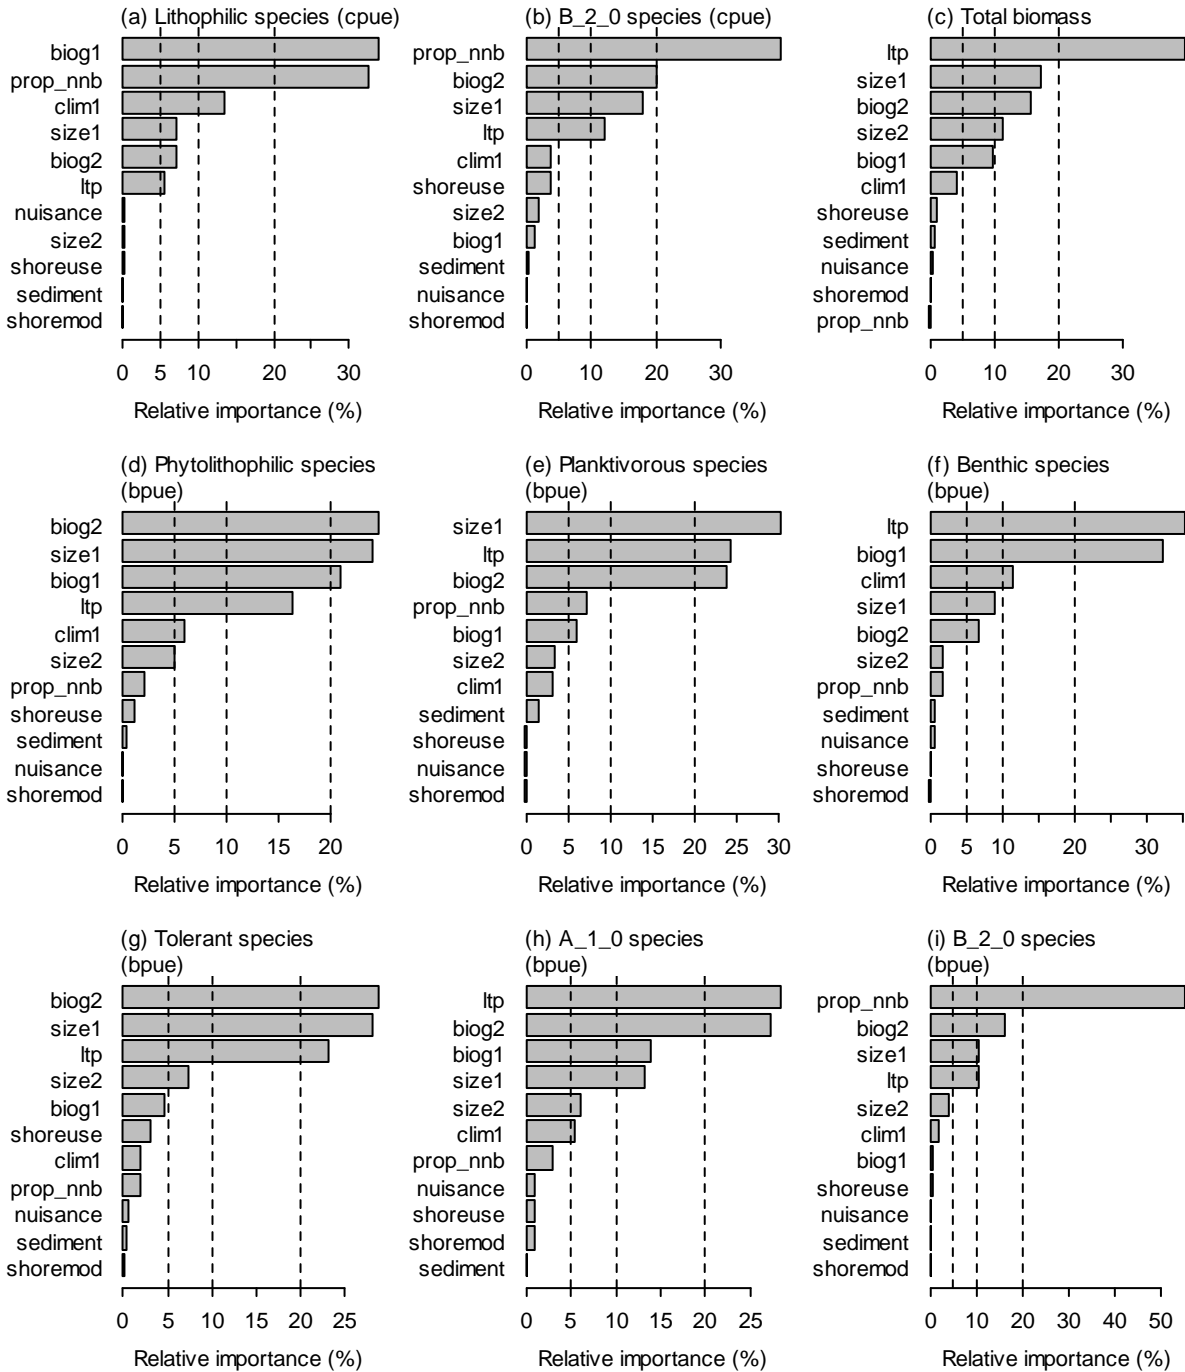 (a) Lithophilic species (cpue)
biog1
prop_nnb
clim1
size1
biog2
ltp
nuisance
size2
shoreuse
sediment
shoremod
0 5 10 20 30
Relative importance (%)
(b) B_2_0 species (cpue)
prop_nnb
biog2
size1
ltp
clim1
shoreuse
size2
biog1
sediment
nuisance
shoremod
0 5 10 20 30
Relative importance (%)
(c) Total biomass
ltp
size1
biog2
size2
biog1
clim1
shoreuse
sediment
nuisance
shoremod
prop_nnb
0 5 10 20 30
Relative importance (%)
(d) Phytolithophilic species
(bpue)
biog2
size1
biog1
ltp
clim1
size2
prop_nnb
shoreuse
sediment
nuisance
shoremod
0 5 10 20
Relative importance (%)
(e) Planktivorous species
(bpue)
size1
ltp
biog2
prop_nnb
biog1
size2
clim1
sediment
shoreuse
nuisance
shoremod
0 5 10 15 20 25 30
Relative importance (%)
(f) Benthic species
(bpue)
ltp
biog1
clim1
size1
biog2
size2
prop_nnb
sediment
nuisance
shoreuse
shoremod
0 5 10 20 30
Relative importance (%)
(g) Tolerant species
(bpue)
biog2
size1
ltp
size2
biog1
shoreuse
clim1
prop_nnb
nuisance
sediment
shoremod
0 5 10 15 20 25
Relative importance (%)
(h) A_1_0 species
(bpue)
ltp
biog2
biog1
size1
size2
clim1
prop_nnb
nuisance
shoreuse
shoremod
sediment
0 5 10 15 20 25
Relative importance (%)
(i) B_2_0 species
(bpue)
prop_nnb
biog2
size1
ltp
size2
clim1
biog1
shoreuse
nuisance
sediment
shoremod
0 10 20 30 40 50
Relative importance (%)